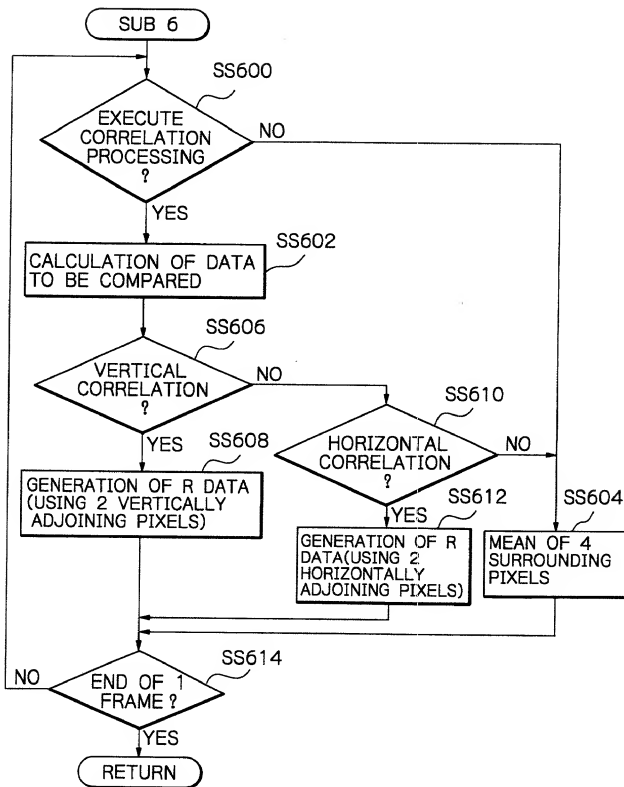 SUB 6
SS600
EXECUTE
CORRELATION
PROCESSING
?
NO
YES
SS602
CALCULATION OF DATA
TO BE COMPARED
SS606
VERTICAL
CORRELATION
?
NO
YES
SS610
HORIZONTAL
CORRELATION
?
NO
YES
SS608
GENERATION OF R DATA
(USING 2 VERTICALLY
ADJOINING PIXELS)
SS612
GENERATION OF R
DATA(USING 2
HORIZONTALLY
ADJOINING PIXELS)
SS604
MEAN OF 4
SURROUNDING
PIXELS
SS614
NO
END OF 1
FRAME?
YES
RETURN